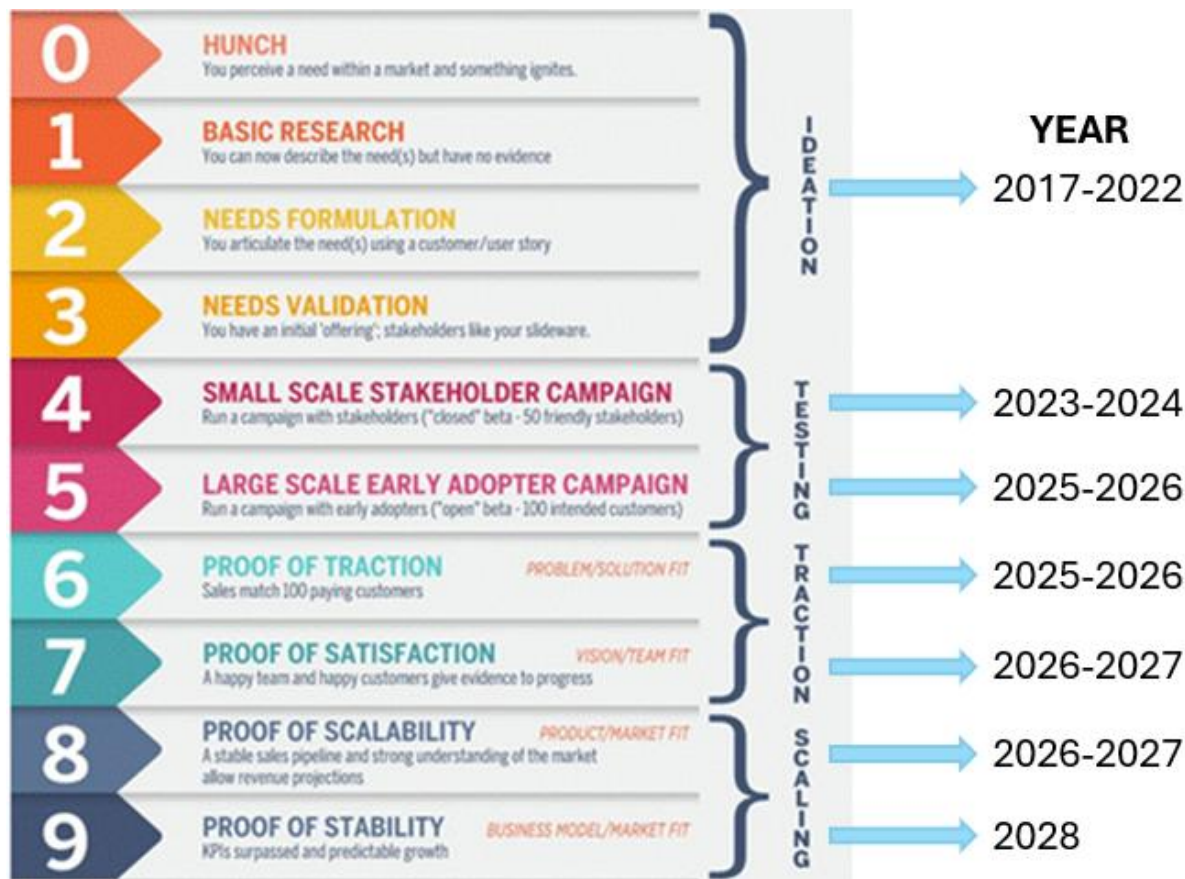 0
HUNCH
You perceive a need within a market and something ignites.
1
BASIC RESEARCH
You can now describe the need(s) but have no evidence
2
NEEDS FORMULATION
You articulate the need(s) using a customer/user story
3
NEEDS VALIDATION
You have an initial 'offering'; stakeholders like your slideware.
IDEATION
YEAR
2017-2022
4
SMALL SCALE STAKEHOLDER CAMPAIGN
Run a campaign with stakeholders ("closed" beta - 50 friendly stakeholders)
5
LARGE SCALE EARLY ADOPTER CAMPAIGN
Run a campaign with early adopters ("open" beta - 100 intended customers)
TESTING
2023-2024
2025-2026
6
PROOF OF TRACTION PROBLEM/SOLUTION FIT
Sales match 100 paying customers
7
PROOF OF SATISFACTION VISION/TEAM FIT
A happy team and happy customers give evidence to progress
TRACTION
2025-2026
2026-2027
8
PROOF OF SCALABILITY PRODUCT/MARKET FIT
A stable sales pipeline and strong understanding of the market
allow revenue projections
9
PROOF OF STABILITY BUSINESS MODEL/MARKET FIT
KPIs surpassed and predictable growth
SCALING
2026-2027
2028